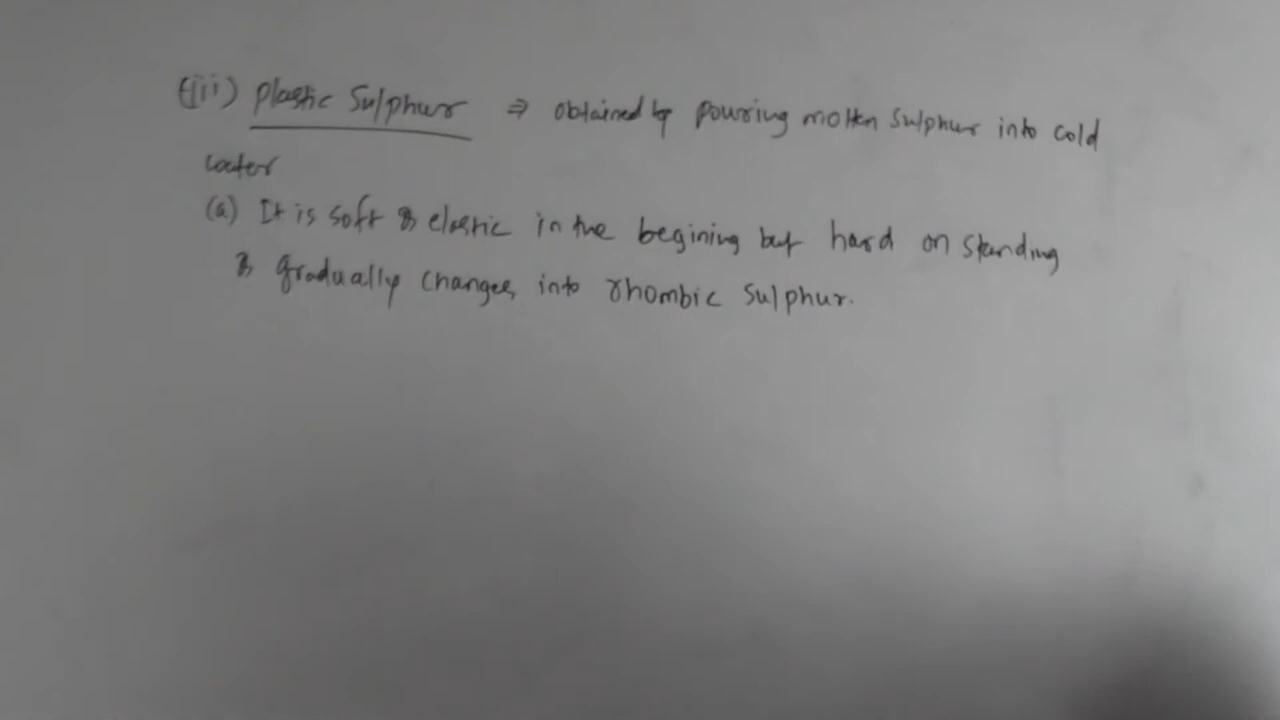 (iii) Plastic Sulphur ⇒ obtained by pouring molten sulphur into cold
water
(a) It is soft & elastic in the begining but hard on standing
& gradually changes into rhombic sulphur.